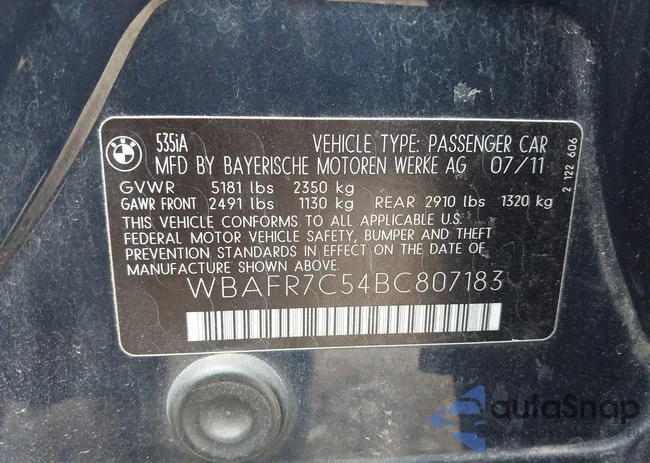 BMW
535iA VEHICLE TYPE: PASSENGER CAR
MFD BY BAYERISCHE MOTOREN WERKE AG 07/11
GVWR 5181 lbs 2350 kg
GAWR FRONT 2491 lbs 1130 kg REAR 2910 lbs 1320 kg
THIS VEHICLE CONFORMS TO ALL APPLICABLE U.S.
FEDERAL MOTOR VEHICLE SAFETY, BUMPER AND THEFT
PREVENTION STANDARDS IN EFFECT ON THE DATE OF
MANUFACTURE SHOWN ABOVE.
WBAFR7C54BC807183
2 122 606
autoSnap